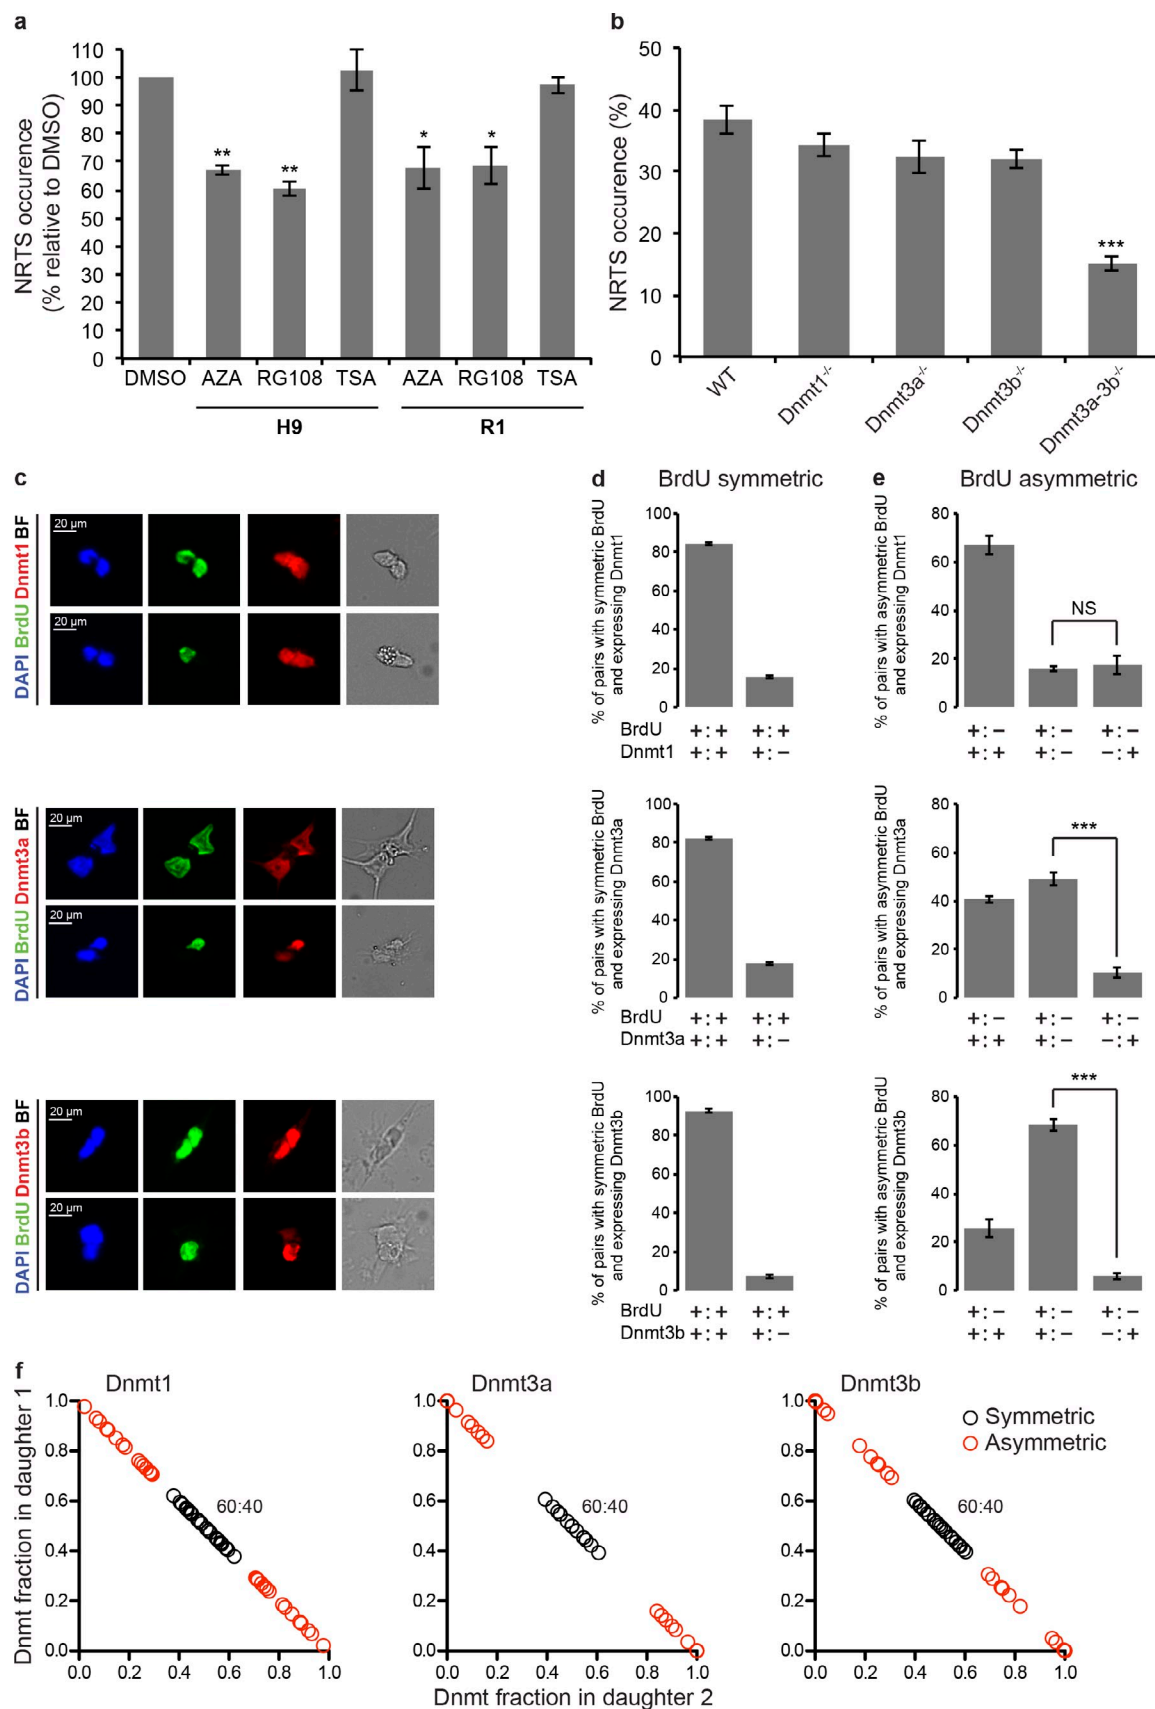 a
110
100
90
80
70
60
50
40
30
20
10
0
NRTS occurence
(% relative to DMSO)
** ** * *
DMSO AZA RG108 TSA AZA RG108 TSA
H9 R1
b
50
40
30
20
10
0
NRTS occurence (%)
***
WT Dnmt1-/- Dnmt3a-/- Dnmt3b-/- Dnmt3a-3b-/-
c
DAPI BrdU Dnmt1 BF
20 μm
20 μm
DAPI BrdU Dnmt3a BF
20 μm
20 μm
DAPI BrdU Dnmt3b BF
20 μm
20 μm
d BrdU symmetric
% of pairs with symmetric BrdU
and expressing Dnmt1
100
80
60
40
20
0
BrdU +:+ +:+
Dnmt1 +:+ +:−
% of pairs with symmetric BrdU
and expressing Dnmt3a
100
80
60
40
20
0
BrdU +:+ +:+
Dnmt3a +:+ +:−
% of pairs with symmetric BrdU
and expressing Dnmt3b
100
80
60
40
20
0
BrdU +:+ +:+
Dnmt3b +:+ +:−
e BrdU asymmetric
% of pairs with asymmetric BrdU
and expressing Dnmt1
80
60
40
20
0
NS
+:− +:− +:−
+:+ +:− −:+
% of pairs with asymmetric BrdU
and expressing Dnmt3a
80
60
40
20
0
***
+:− +:− +:−
+:+ +:− −:+
% of pairs with asymmetric BrdU
and expressing Dnmt3b
80
60
40
20
0
***
+:− +:− +:−
+:+ +:− −:+
f
Dnmt fraction in daughter 1
Dnmt1
1.0
0.8
0.6
0.4
0.2
0.0
60:40
0.0 0.2 0.4 0.6 0.8 1.0
Dnmt3a
1.0
0.8
0.6
0.4
0.2
0.0
60:40
0.0 0.2 0.4 0.6 0.8 1.0
Dnmt3b
1.0
0.8
0.6
0.4
0.2
0.0
60:40
0.0 0.2 0.4 0.6 0.8 1.0
Symmetric
Asymmetric
Dnmt fraction in daughter 2